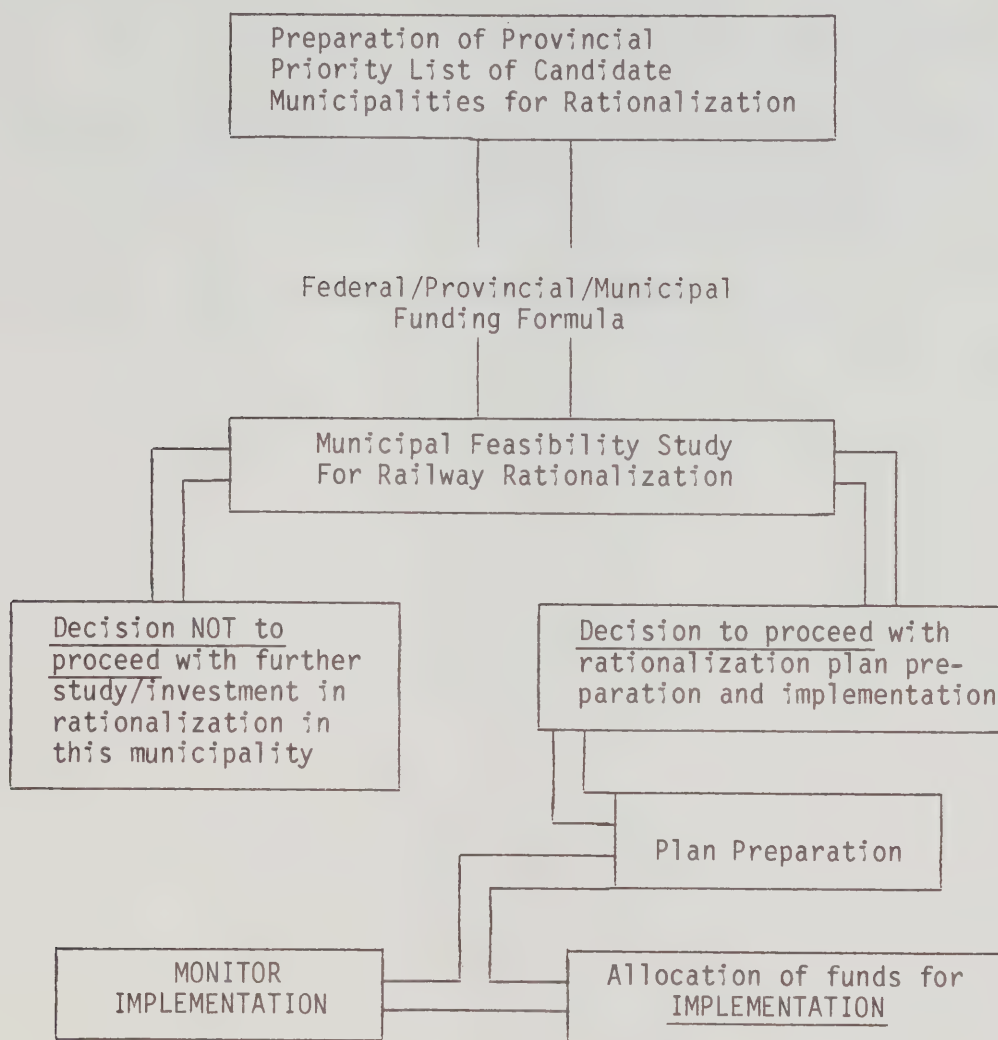 Preparation of Provincial
Priority List of Candidate
Municipalities for Rationalization
Federal/Provincial/Municipal
Funding Formula
Municipal Feasibility Study
For Railway Rationalization
Decision NOT to
proceed with further
study/investment in
rationalization in
this municipality
Decision to proceed with
rationalization plan pre-
paration and implementation
Plan Preparation
MONITOR
IMPLEMENTATION
Allocation of funds for
IMPLEMENTATION